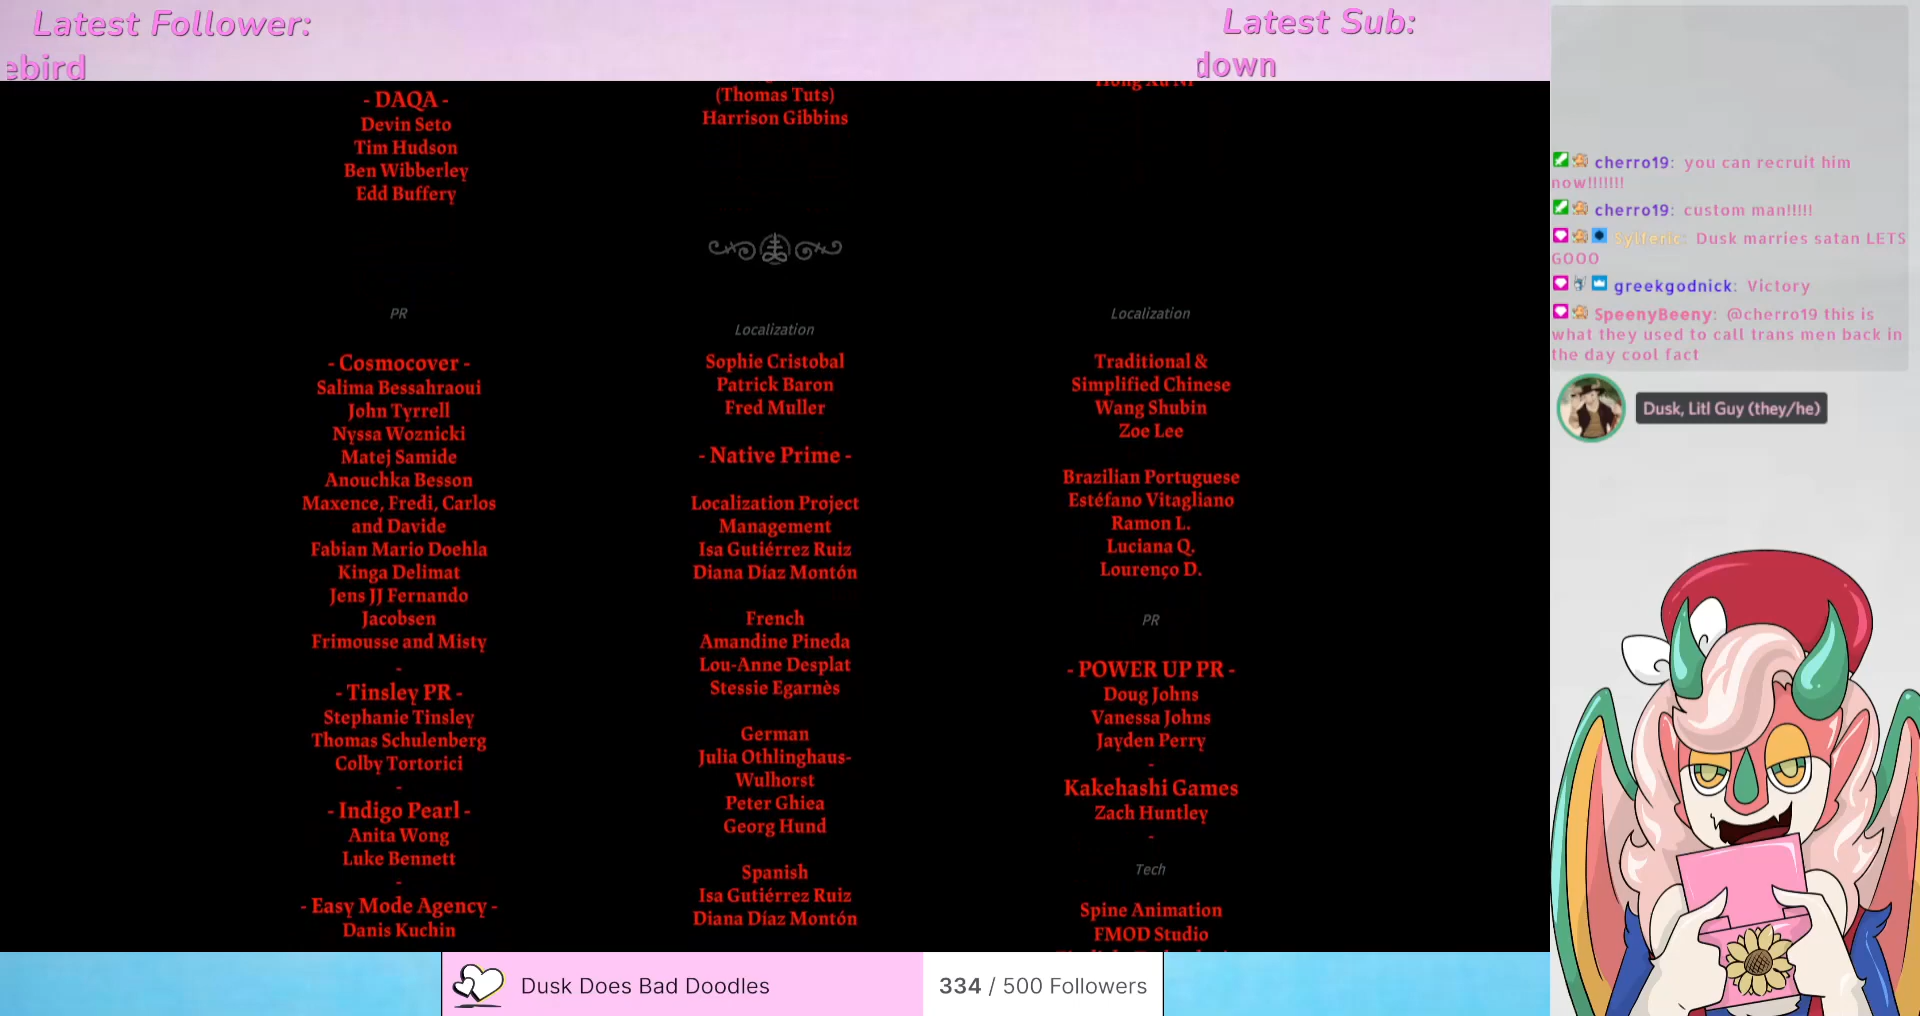 Latest Follower:
ebird
Latest Sub:
down
- DAQA -
Devin Seto
Tim Hudson
Ben Wibberley
Edd Buffery
PR
- Cosmocover -
Salima Bessahraoui
John Tyrrell
Nyssa Woznicki
Matej Samide
Anouchka Besson
Maxence, Fredi, Carlos
and Davide
Fabian Mario Doehla
Kinga Delimat
Jens JJ Fernando
Jacobsen
Frimousse and Misty
-
- Tinsley PR -
Stephanie Tinsley
Thomas Schulenberg
Colby Tortorici
-
- Indigo Pearl -
Anita Wong
Luke Bennett
-
- Easy Mode Agency -
Danis Kuchin
(Thomas Tuts)
Harrison Gibbins
Localization
Sophie Cristobal
Patrick Baron
Fred Muller
- Native Prime -
Localization Project
Management
Isa Gutiérrez Ruiz
Diana Díaz Montón
French
Amandine Pineda
Lou-Anne Desplat
Stessie Egarnès
German
Julia Othlinghaus-
Wulhorst
Peter Ghiea
Georg Hund
Spanish
Isa Gutiérrez Ruiz
Diana Díaz Montón
Localization
Traditional &
Simplified Chinese
Wang Shubin
Zoe Lee
Brazilian Portuguese
Estéfano Vitagliano
Ramon L.
Luciana Q.
Lourenço D.
PR
- POWER UP PR -
Doug Johns
Vanessa Johns
Jayden Perry
-
Kakehashi Games
Zach Huntley
-
Tech
Spine Animation
FMOD Studio
cherro19: you can recruit him
now!!!!!!!
cherro19: custom man!!!!!
Sylferic: Dusk marries satan LETS
GOOO
greekgodnick: Victory
SpeenyBeeny: @cherro19 this is
what they used to call trans men back in
the day cool fact
Dusk, Litl Guy (they/he)
Dusk Does Bad Doodles
334 / 500 Followers